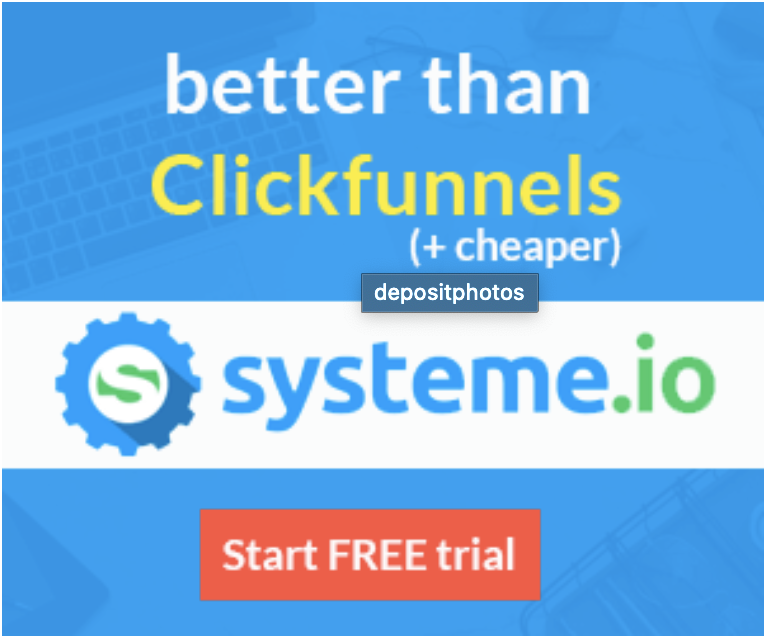 better than
Clickfunnels
(+ cheaper)
depositphotos
systeme.io
Start FREE trial